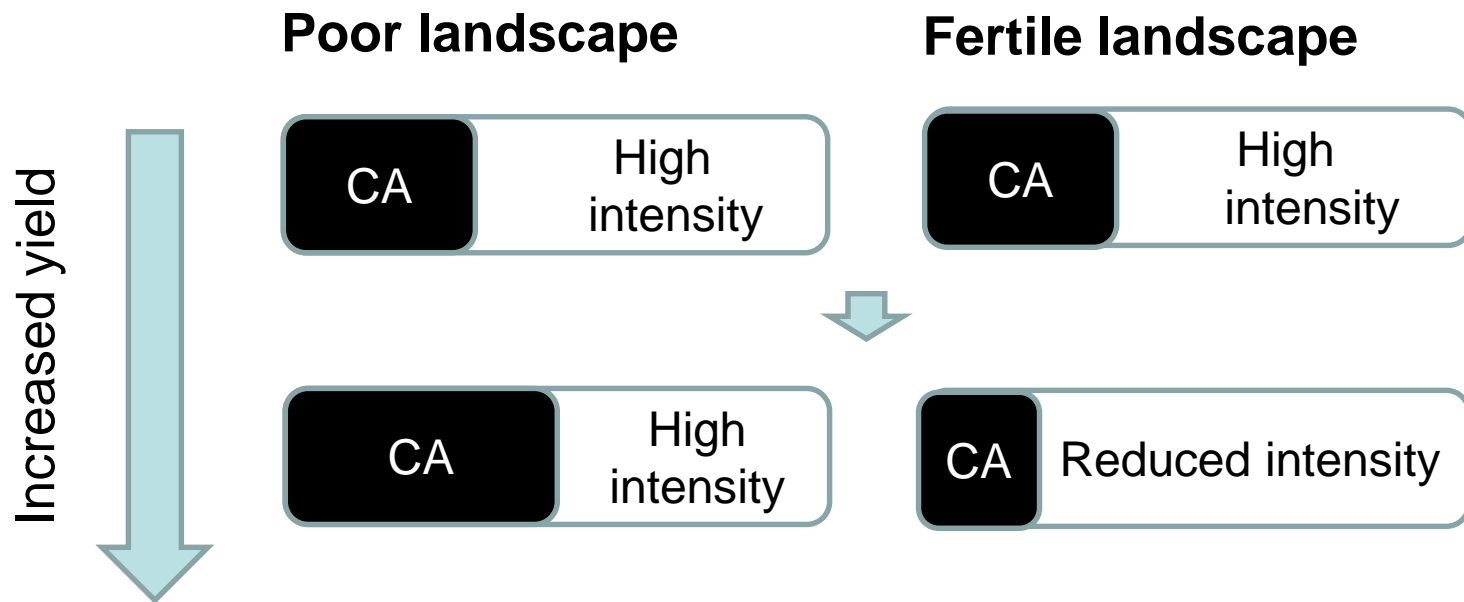 Poor landscape
Fertile landscape
Increased yield
CA
High
intensity
CA
High
intensity
CA
High
intensity
CA
Reduced intensity